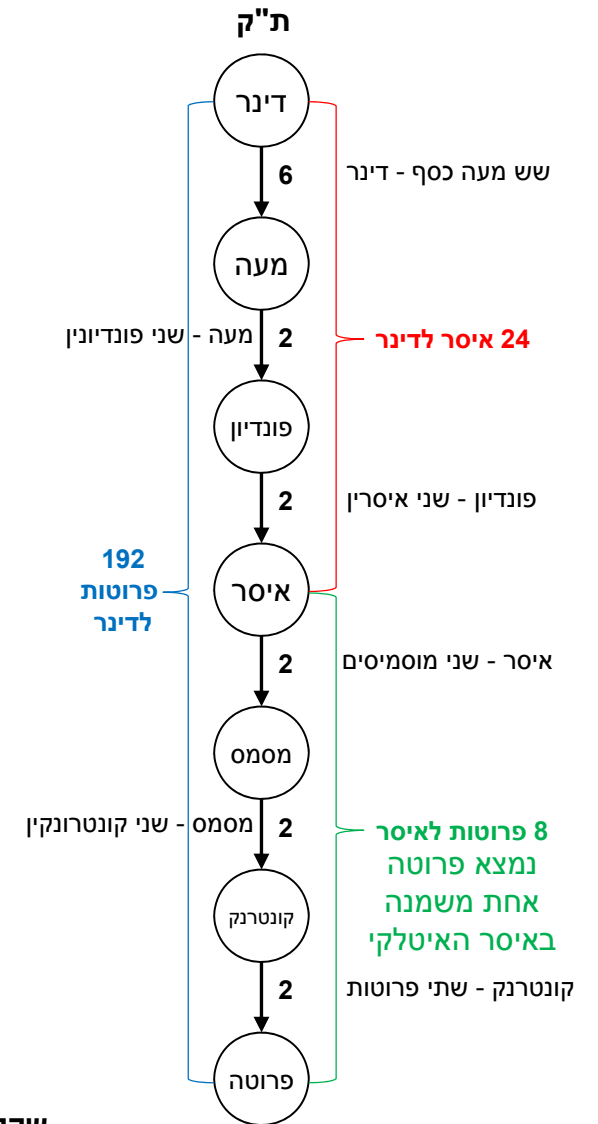 ת"ק
דינר
6
שש מעה כסף - דינר
מעה
2
מעה - שני פונדיונין
24 איסר לדינר
פונדיון
2
פונדיון - שני איסרין
192
פרוטות
לדינר
איסר
2
איסר - שני מוסמיסים
מסמס
2
מסמס - שני קונטרונקין
8 פרוטות לאיסר
נמצא פרוטה
אחת משמנה
באיסר האיטלקי
קונטרנק
2
קונטרנק - שתי פרוטות
פרוטה